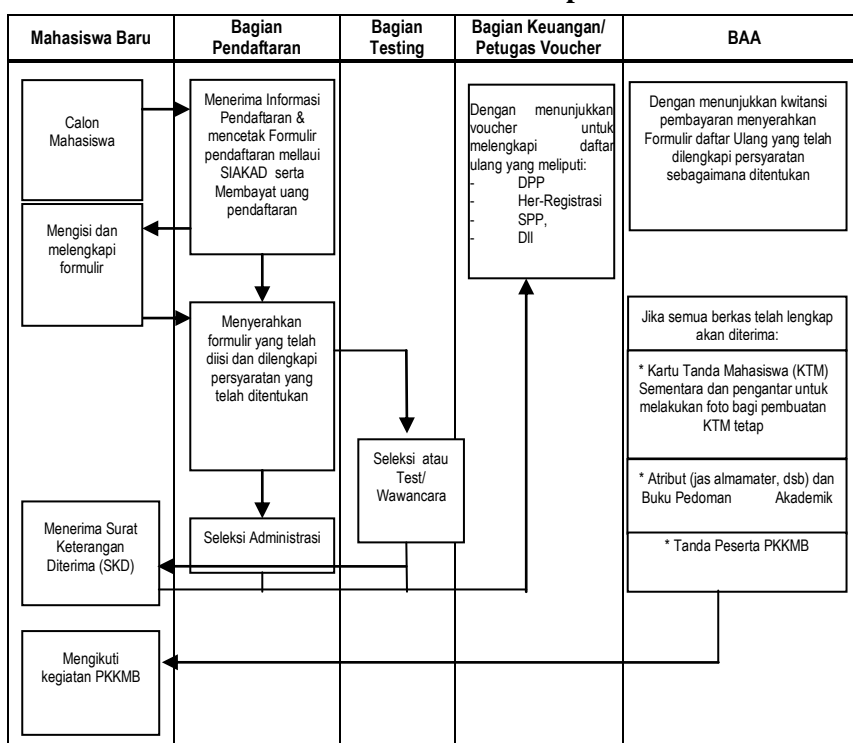 Mahasiswa Baru
Bagian
Pendaftaran
Bagian
Testing
Bagian Keuangan/
Petugas Voucher
BAA
Calon
Mahasiswa
Mengisi dan
melengkapi
formulir
Menerima Surat
Keterangan
Diterima (SKD)
Mengikuti
kegiatan PKKMB
Menerima Informasi
Pendaftaran &
mencetak Formulir
pendaftaran mellaui
SIAKAD serta
Membayat uang
pendaftaran
Menyerahkan
formulir yang telah
diisi dan dilengkapi
persyaratan yang
telah ditentukan
Seleksi Administrasi
Seleksi atau
Test/
Wawancara
Dengan menunjukkan
voucher untuk
melengkapi daftar
ulang yang meliputi:
- DPP
- Her-Registrasi
- SPP,
- Dll
Dengan menunjukkan kwitansi
pembayaran menyerahkan
Formulir daftar Ulang yang telah
dilengkapi persyaratan
sebagaimana ditentukan
Jika semua berkas telah lengkap
akan diterima:
* Kartu Tanda Mahasiswa (KTM)
Sementara dan pengantar untuk
melakukan foto bagi pembuatan
KTM tetap
* Atribut (jas almamater, dsb) dan
Buku Pedoman Akademik
* Tanda Peserta PKKMB